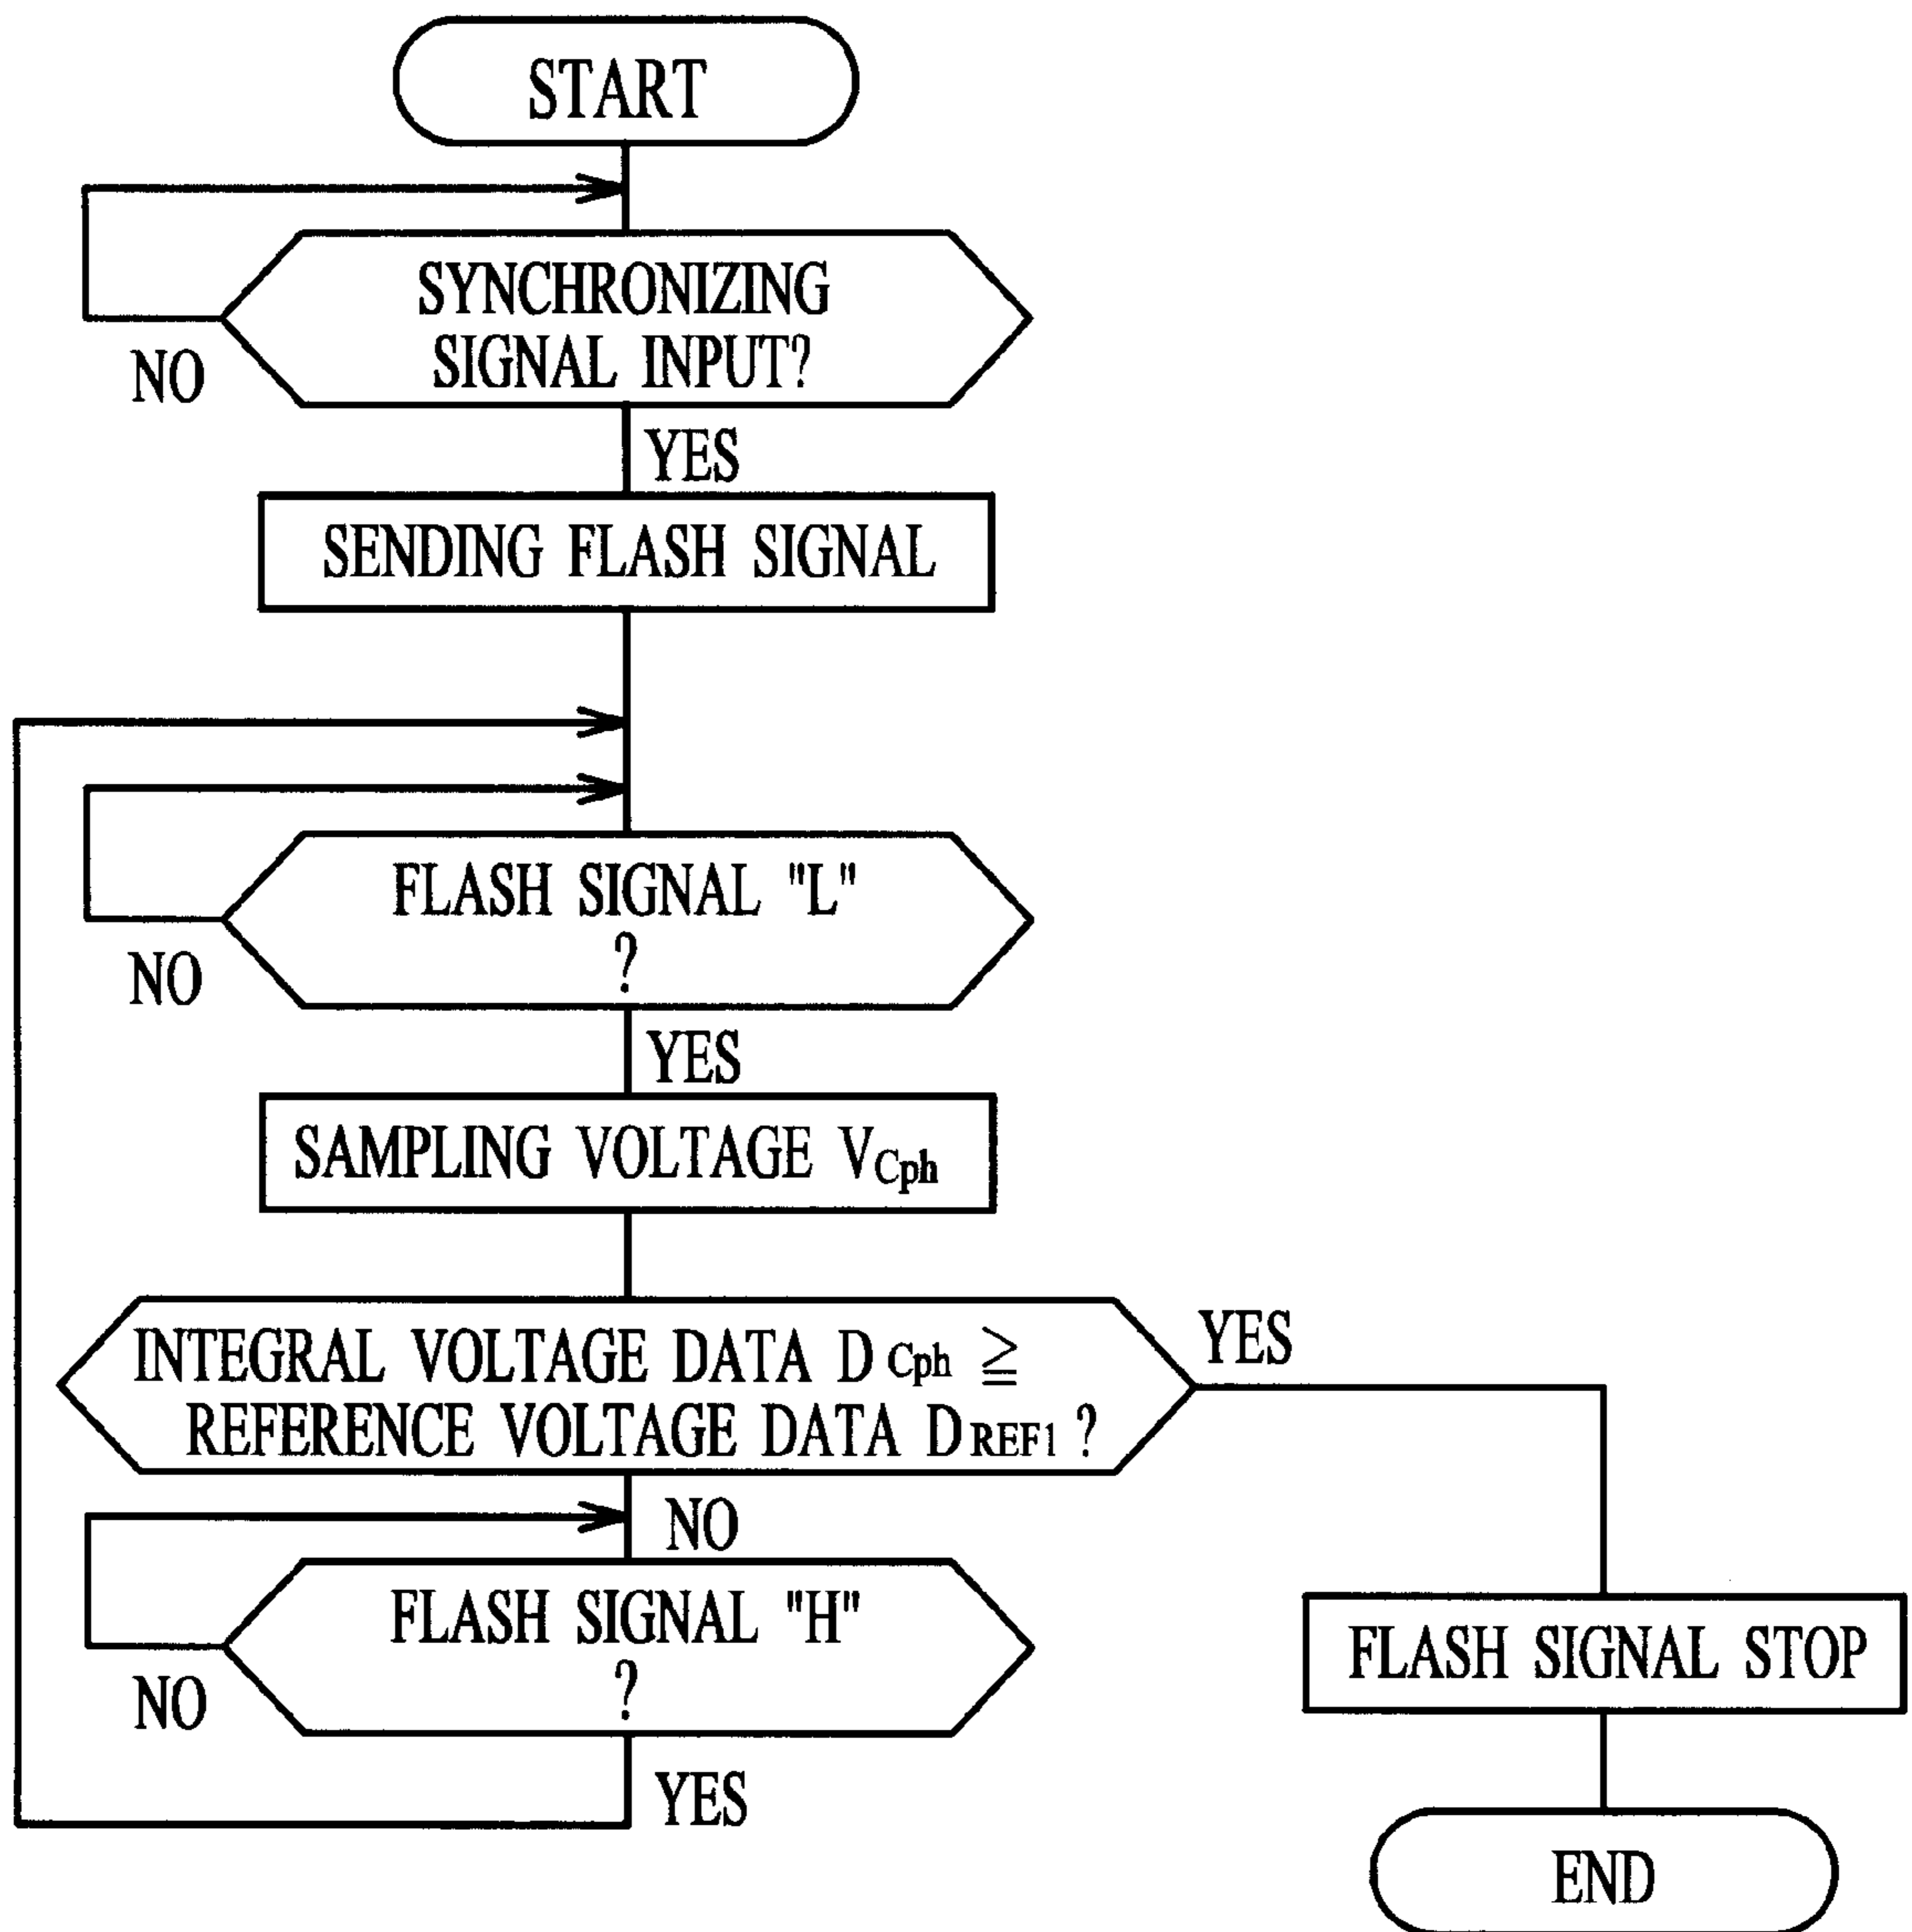 START
SYNCHRONIZING
SIGNAL INPUT?
NO
YES
SENDING FLASH SIGNAL
FLASH SIGNAL "L"
?
NO
YES
SAMPLING VOLTAGE VCph
INTEGRAL VOLTAGE DATA DCph ≧
REFERENCE VOLTAGE DATA DREF1 ?
YES
NO
FLASH SIGNAL "H"
?
NO
YES
FLASH SIGNAL STOP
END